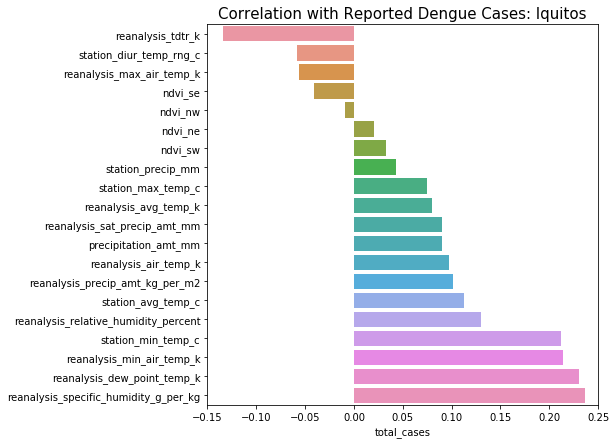 Correlation with Reported Dengue Cases: Iquitos
reanalysis_tdtr_k
station_diur_temp_rng_c
reanalysis_max_air_temp_k
ndvi_se
ndvi_nw
ndvi_ne
ndvi_sw
station_precip_mm
station_max_temp_c
reanalysis_avg_temp_k
reanalysis_sat_precip_amt_mm
precipitation_amt_mm
reanalysis_air_temp_k
reanalysis_precip_amt_kg_per_m2
station_avg_temp_c
reanalysis_relative_humidity_percent
station_min_temp_c
reanalysis_min_air_temp_k
reanalysis_dew_point_temp_k
reanalysis_specific_humidity_g_per_kg
−0.15 −0.10 −0.05 0.00 0.05 0.10 0.15 0.20 0.25
total_cases